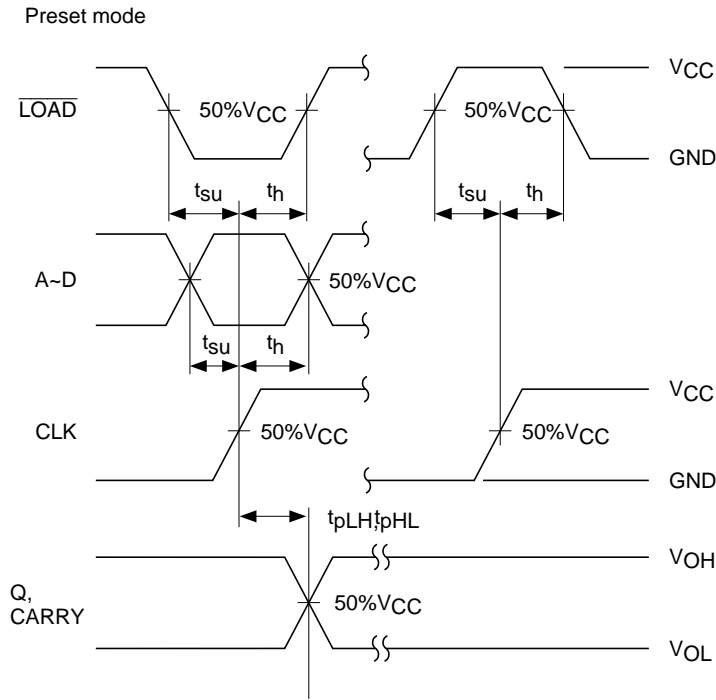 Preset mode
VCC
LOAD
50%VCC
50%VCC
GND
tsu
th
tsu
th
A~D
50%VCC
tsu
th
VCC
CLK
50%VCC
50%VCC
GND
tpLH,tpHL
VOH
Q,
CARRY
50%VCC
VOL